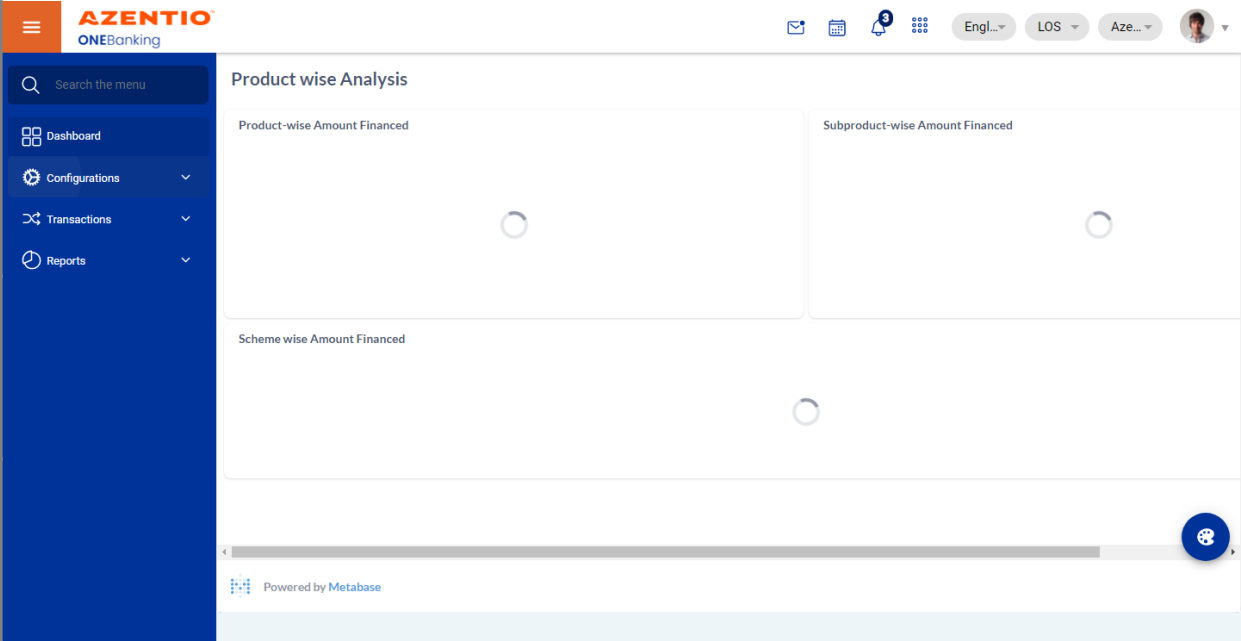 AZENTIO™
ONEBanking
3
Engl...
LOS
Aze...
Search the menu
Dashboard
Configurations
Transactions
Reports
Product wise Analysis
Product-wise Amount Financed
Subproduct-wise Amount Financed
Scheme wise Amount Financed
Powered by Metabase